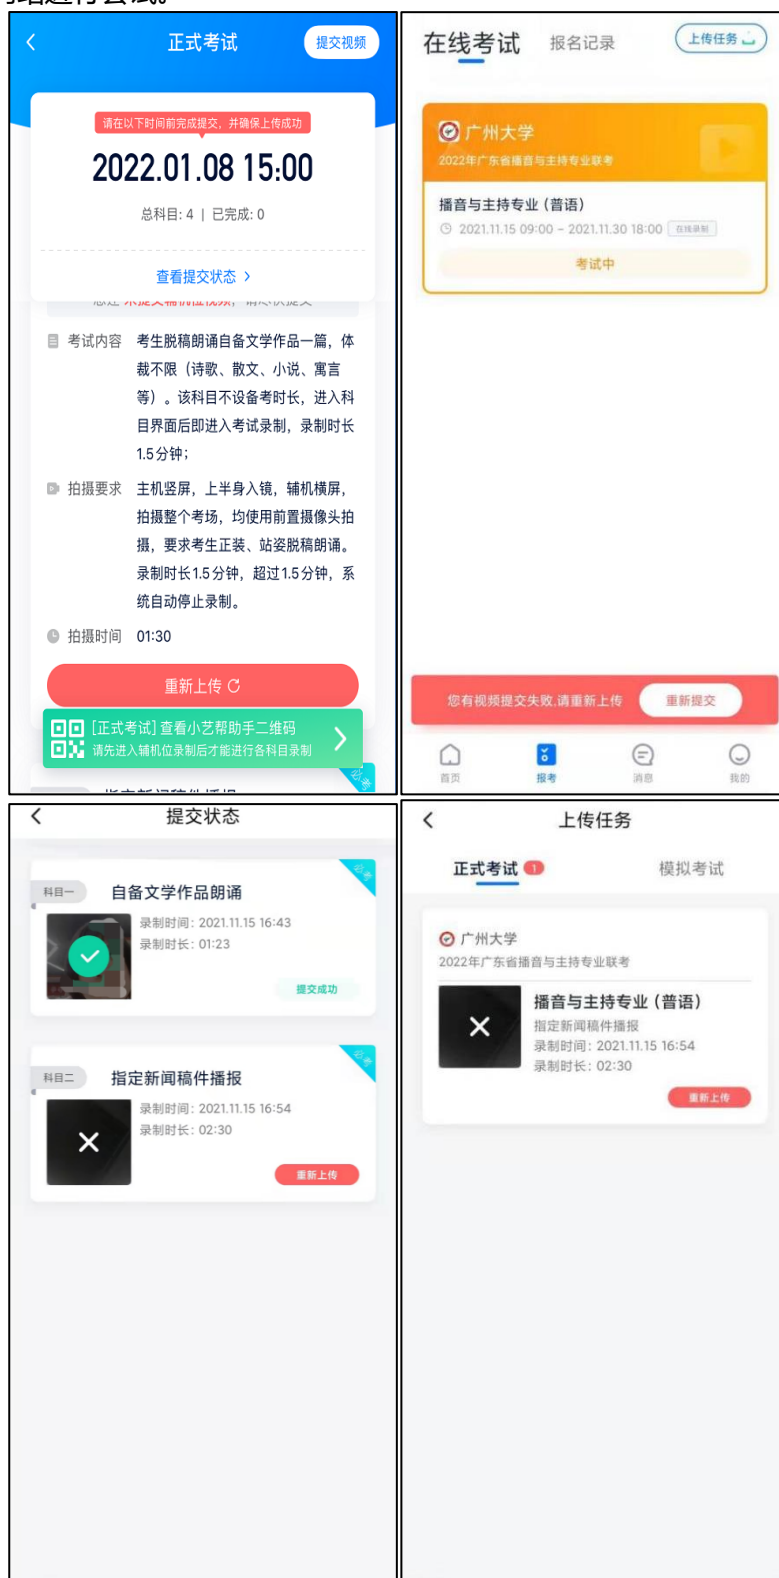 正式考试
提交视频
请在以下时间前完成提交，并确保上传成功
2022.01.08 15:00
总科目: 4 | 已完成: 0
查看提交状态
考试内容 考生脱稿朗诵自备文学作品一篇，体
裁不限（诗歌、散文、小说、寓言
等）。该科目不设备考时长，进入科
目界面后即进入考试录制，录制时长
1.5分钟；
拍摄要求 主机竖屏，上半身入镜，辅机横屏，
拍摄整个考场，均使用前置摄像头拍
摄，要求考生正装、站姿脱稿朗诵。
录制时长1.5分钟，超过1.5分钟，系
统自动停止录制。
拍摄时间 01:30
重新上传
[正式考试] 查看小艺帮助手二维码
请先进入辅机位录制后才能进行各科目录制
必考
在线考试 报名记录 上传任务
广州大学
2022年广东省播音与主持专业联考
播音与主持专业（普语）
2021.11.15 09:00 - 2021.11.30 18:00 在线录制
考试中
您有视频提交失败,请重新上传 重新提交
首页 报考 消息 我的
提交状态
必考
科目一 自备文学作品朗诵
录制时间: 2021.11.15 16:43
录制时长: 01:23
提交成功
必考
科目二 指定新闻稿件播报
录制时间: 2021.11.15 16:54
录制时长: 02:30
重新上传
上传任务
正式考试 1 模拟考试
广州大学
2022年广东省播音与主持专业联考
播音与主持专业（普语）
指定新闻稿件播报
录制时间: 2021.11.15 16:54
录制时长: 02:30
重新上传